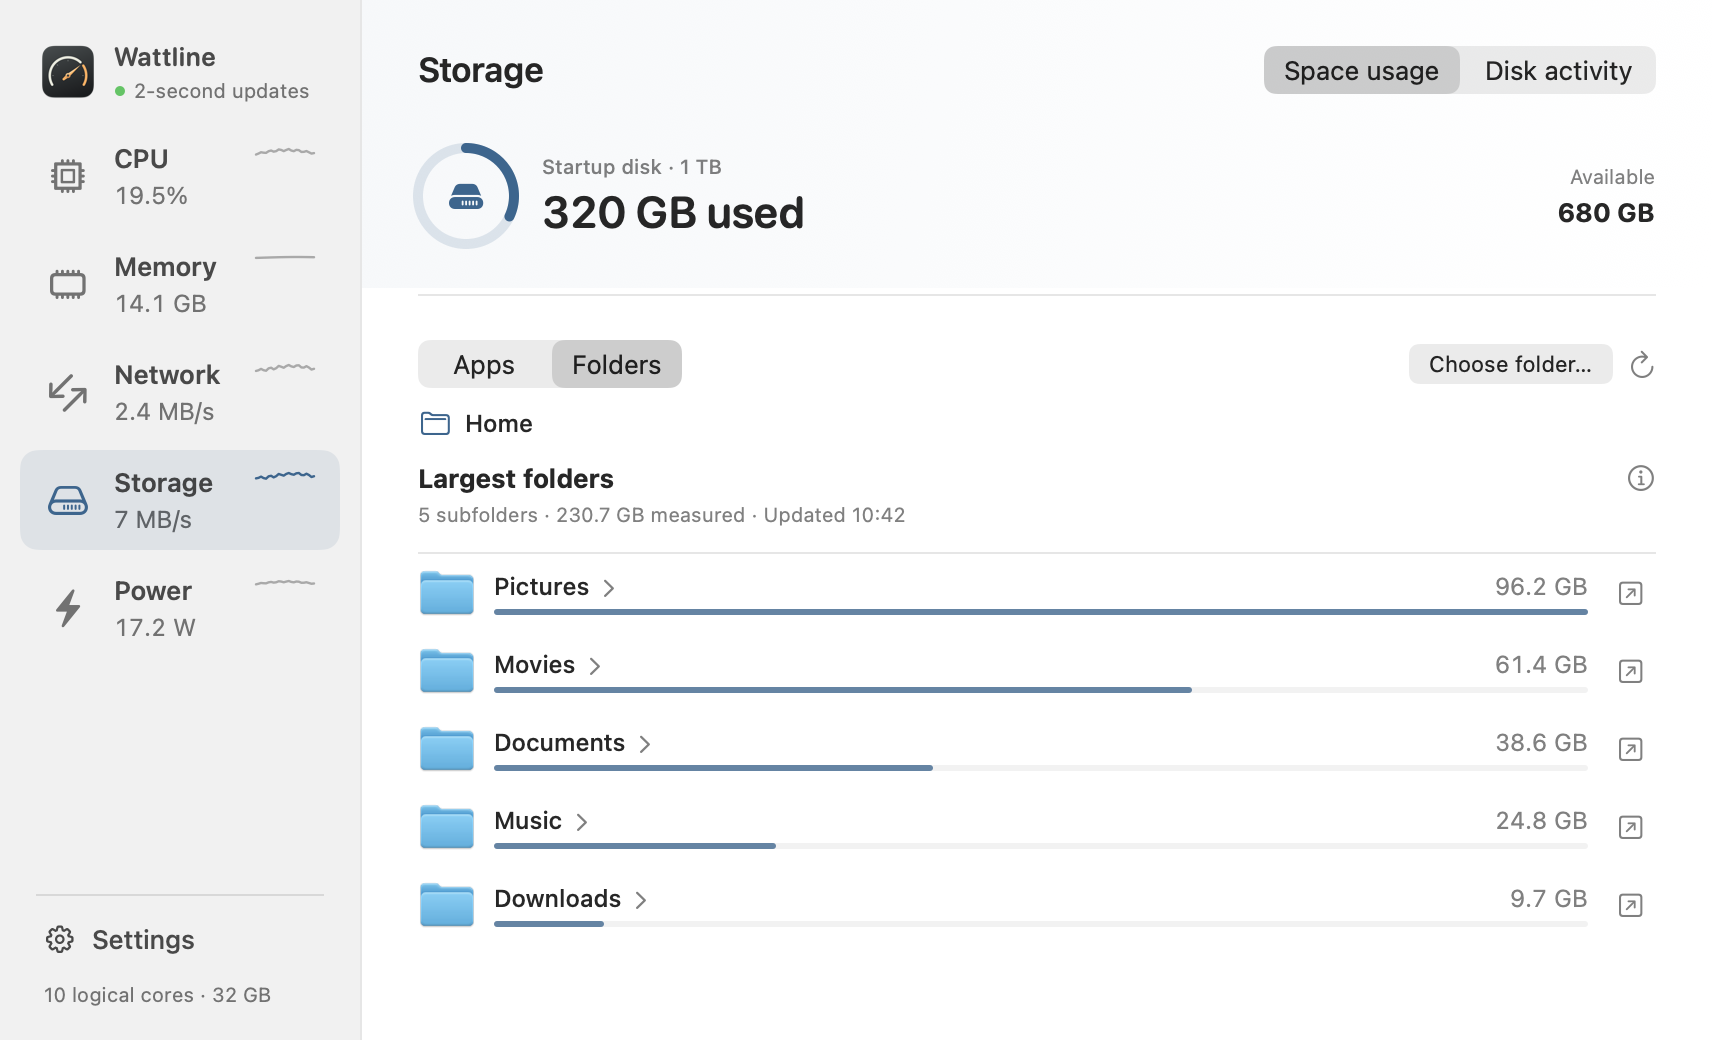 Wattline
2-second updates
CPU
19.5%
Memory
14.1 GB
Network
2.4 MB/s
Storage
7 MB/s
Power
17.2 W
Settings
10 logical cores · 32 GB
Storage
Space usage
Disk activity
Startup disk · 1 TB
320 GB used
Available
680 GB
Apps
Folders
Choose folder...
Home
Largest folders
5 subfolders · 230.7 GB measured · Updated 10:42
Pictures
96.2 GB
Movies
61.4 GB
Documents
38.6 GB
Music
24.8 GB
Downloads
9.7 GB